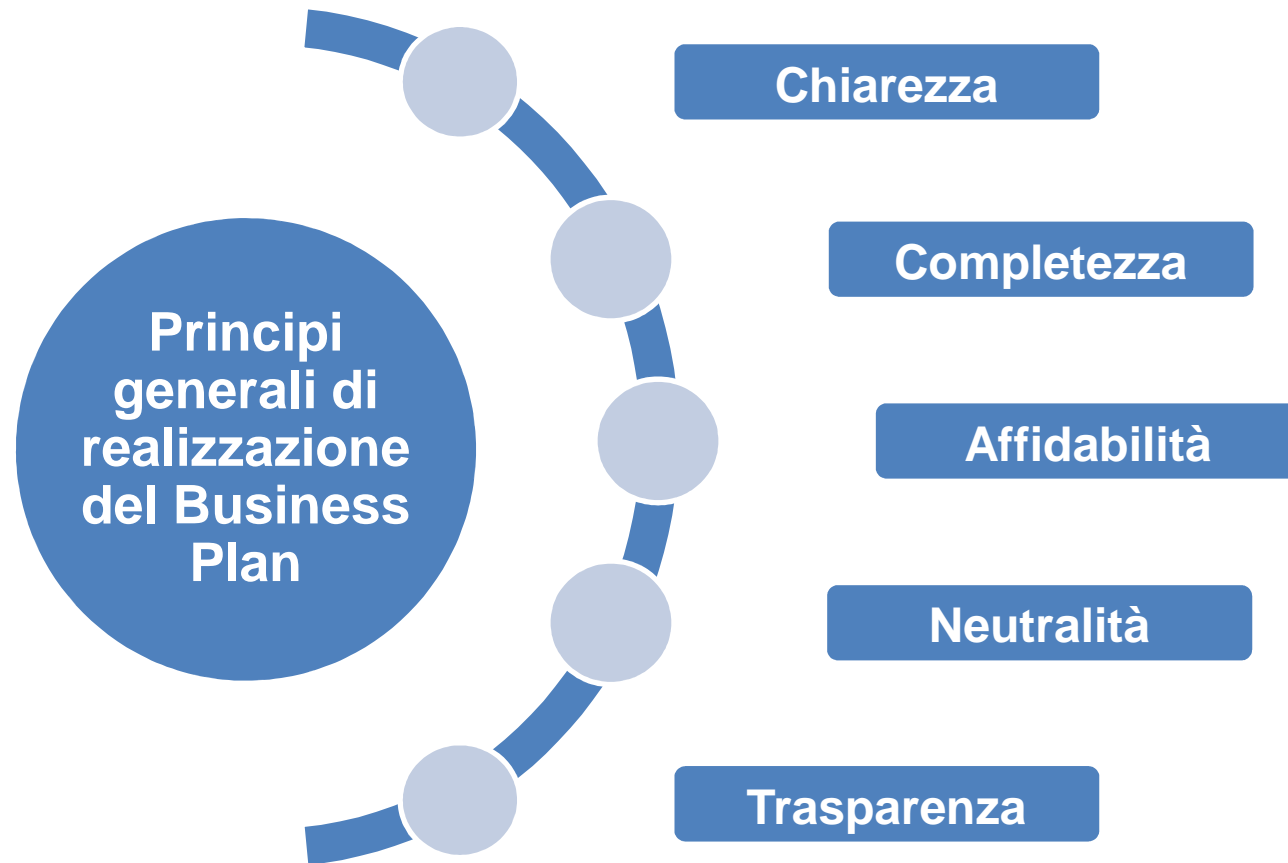 Principi
generali di
realizzazione
del Business
Plan
Chiarezza
Completezza
Affidabilità
Neutralità
Trasparenza